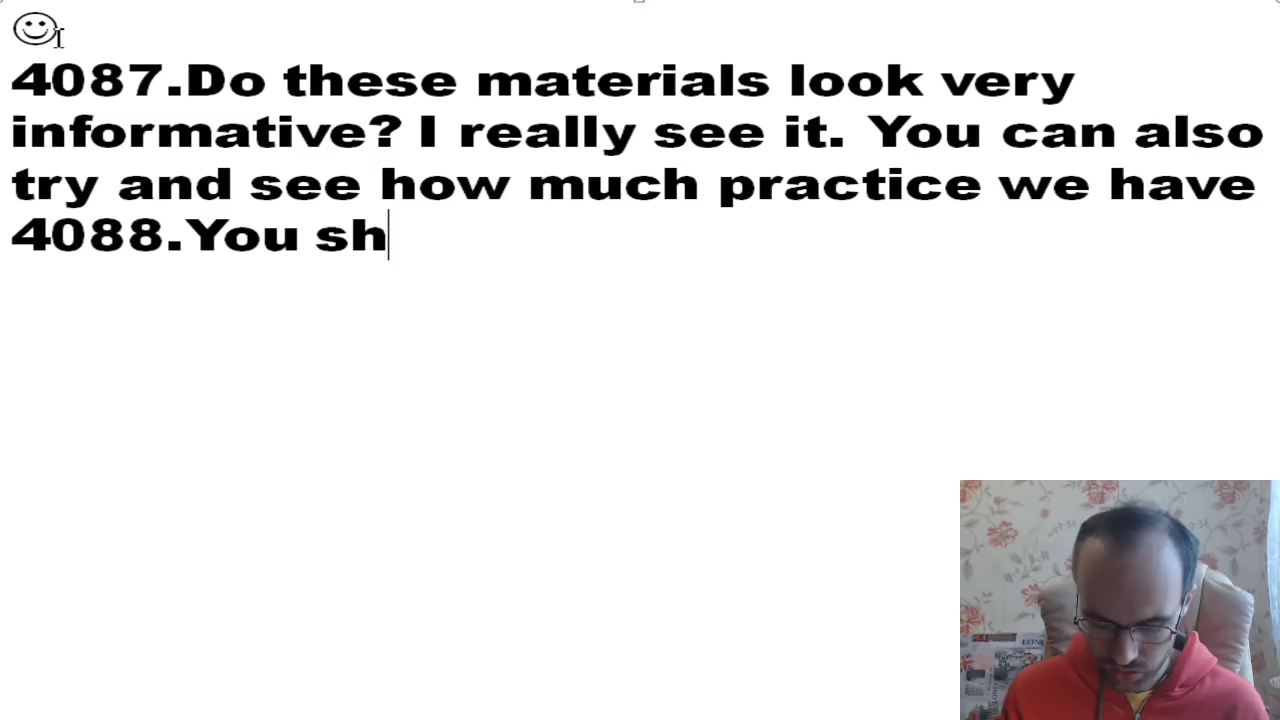 4087.Do these materials look very
informative? I really see it. You can also
try and see how much practice we have
4088.You sh